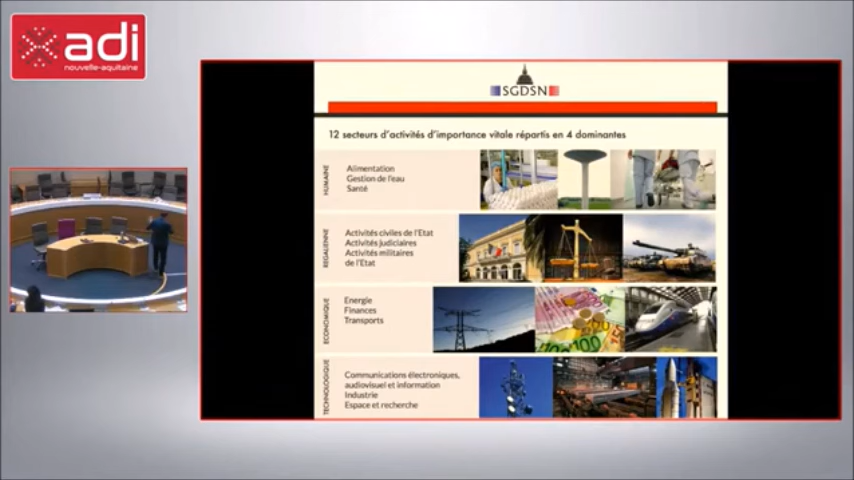 adi
nouvelle-aquitaine
SGDSN
12 secteurs d'activités d'importance vitale répartis en 4 dominantes
HUMAINE
Alimentation
Gestion de l'eau
Santé
REGALIENNE
Activités civiles de l'Etat
Activités judiciaires
Activités militaires
de l'Etat
ECONOMIQUE
Energie
Finances
Transports
TECHNOLOGIQUE
Communications électroniques,
audiovisuel et information
Industrie
Espace et recherche